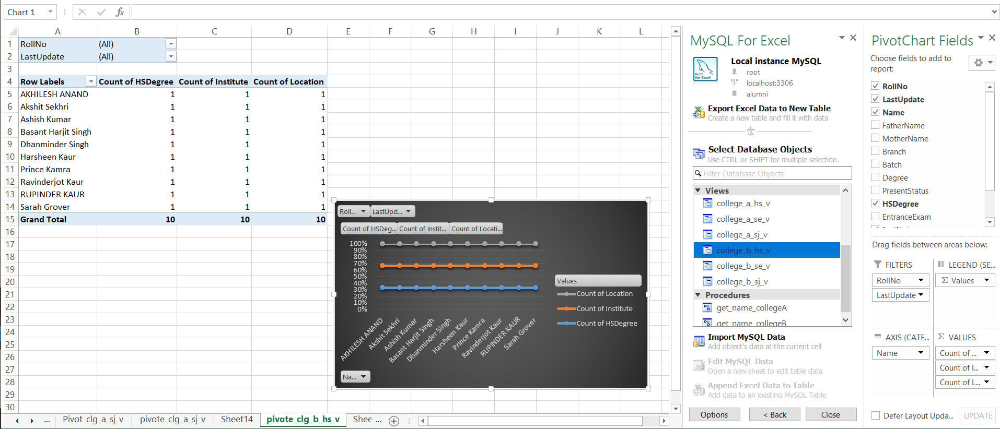 Chart 1
fx
A B C D E F G H I J K L
1 RollNo (All)
2 LastUpdate (All)
3
4 Row Labels Count of HSDegree Count of Institute Count of Location
5 AKHILESH ANAND 1 1 1
6 Akshit Sekhri 1 1 1
7 Ashish Kumar 1 1 1
8 Basant Harjit Singh 1 1 1
9 Dhanminder Singh 1 1 1
10 Harsheen Kaur 1 1 1
11 Prince Kamra 1 1 1
12 Ravinderjot Kaur 1 1 1
13 RUPINDER KAUR 1 1 1
14 Sarah Grover 1 1 1
15 Grand Total 10 10 10
16
17
18
19
20
21
22
23
24
25
26
27
28
29
30
Roll... LastUpd...
Count of HSDeg... Count of Instit... Count of Locati...
100%
90%
80%
70%
60%
50%
40%
30%
20%
10%
0%
AKHILESH ANAND
Akshit Sekhri
Ashish Kumar
Basant Harjit Singh
Dhanminder Singh
Harsheen Kaur
Prince Kamra
Ravinderjot Kaur
RUPINDER KAUR
Sarah Grover
Values
Count of Location
Count of Institute
Count of HSDegree
Na...
... Pivot_clg_a_sj_v pivote_clg_a_sj_v Sheet14 pivote_clg_b_hs_v Shee ...
MySQL For Excel
MySQL
for Excel
Local instance MySQL
root
localhost:3306
alumni
Export Excel Data to New Table
Create a new table and fill it with data
Select Database Objects
Use CTRL or SHIFT for multiple selection.
Filter Database Objects
Views
college_a_hs_v
college_a_se_v
college_a_sj_v
college_b_hs_v
college_b_se_v
college_b_sj_v
Procedures
get_name_collegeA
get_name_collegeB
Import MySQL Data
Add object's data at the current cell
Edit MySQL Data
Open a new sheet to edit table data
Append Excel Data to Table
Add data to an existing MySQL Table
Options < Back Close
PivotChart Fields
Choose fields to add to
report:
RollNo
LastUpdate
Name
FatherName
MotherName
Branch
Batch
Degree
PresentStatus
HSDegree
EntranceExam
Drag fields between areas below:
FILTERS LEGEND (SE...
RollNo Σ Values
LastUpdate
AXIS (CATE... Σ VALUES
Name Count of ...
Count of I...
Count of L...
Defer Layout Upda... UPDATE